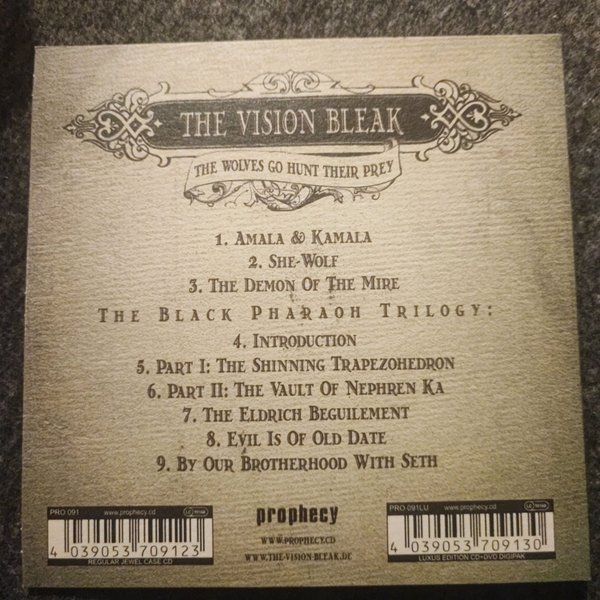 THE VISION BLEAK
THE WOLVES GO HUNT THEIR PREY
1. AMALA & KAMALA
2. SHE-WOLF
3. THE DEMON OF THE MIRE
THE BLACK PHARAOH TRILOGY:
4. INTRODUCTION
5. PART I: THE SHINNING TRAPEZOHEDRON
6. PART II: THE VAULT OF NEPHREN KA
7. THE ELDRICH BEGUILEMENT
8. EVIL IS OF OLD DATE
9. BY OUR BROTHERHOOD WITH SETH
PRO 091 www.prophecy.cd
4 039053 709123
REGULAR JEWEL CASE CD
prophecy
WWW.PROPHECY.CD
WWW.THE-VISION-BLEAK.DE
PRO 091LU www.prophecy.cd
4 039053 709130
LUXUS EDITION CD+DVD DIGIPAK